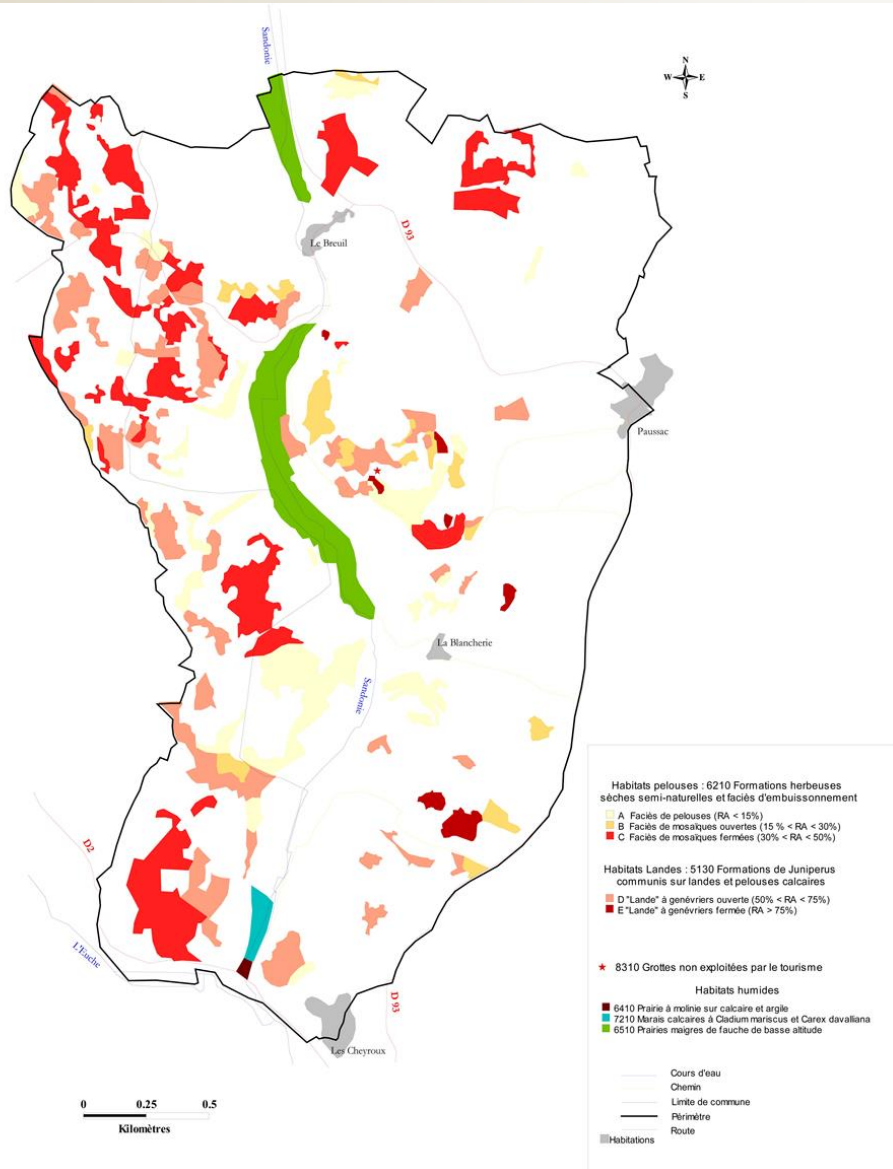 Sandonie
N
W E
S
Le Breuil
D 93
Paussac
La Blancherie
Sandonie
D2
L'Euche
D 93
Les Cheyroux
0 0.25 0.5
Kilomètres
Habitats pelouses : 6210 Formations herbeuses
sèches semi-naturelles et faciès d'embuissonnement
A Faciès de pelouses (RA < 15%)
B Faciès de mosaïques ouvertes (15 % < RA < 30%)
C Faciès de mosaïques fermées (30% < RA < 50%)
Habitats Landes : 5130 Formations de Juniperus
communis sur landes et pelouses calcaires
D "Lande" à genévriers ouverte (50% < RA < 75%)
E "Lande" à genévriers fermée (RA > 75%)
8310 Grottes non exploitées par le tourisme
Habitats humides
6410 Prairie à molinie sur calcaire et argile
7210 Marais calcaires à Cladium mariscus et Carex davalliana
6510 Prairies maigres de fauche de basse altitude
Cours d'eau
Chemin
Limite de commune
Périmètre
Route
Habitations